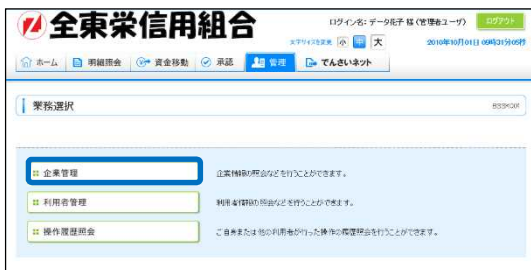 全東栄信用組合
ログイン名: データ花子 様 (管理者ユーザ)
ログアウト
文字サイズを変更 小 中 大
2010年10月01日 09時31分05秒
ホーム 明細照会 資金移動 承認 管理 でんさいネット
業務選択
BSSK001
企業管理
企業情報の照会などを行うことができます。
利用者管理
利用者情報の照会などを行うことができます。
操作履歴照会
ご自身または他の利用者が行った操作の履歴照会を行うことができます。